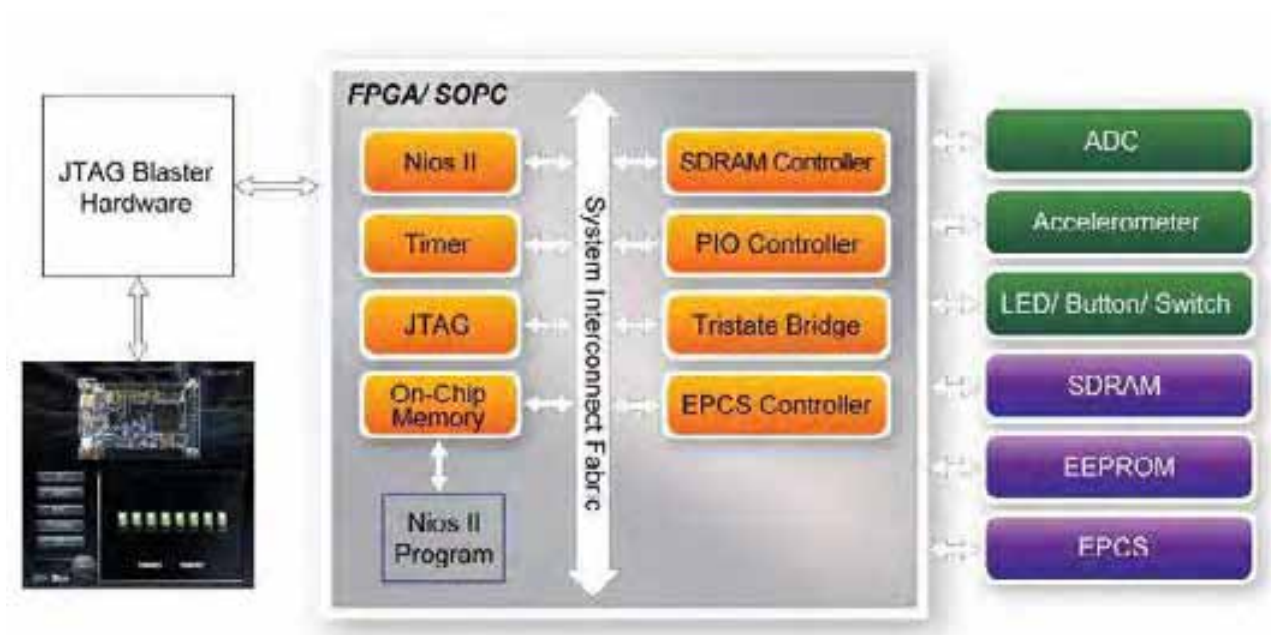 FPGA/ SOPC
JTAG Blaster
Hardware
Nios II
Timer
JTAG
On-Chip
Memory
Nios II
Program
System Interconnect Fabric
SDRAM Controller
PIO Controller
Tristate Bridge
EPCS Controller
ADC
Accelerometer
LED/ Button/ Switch
SDRAM
EEPROM
EPCS